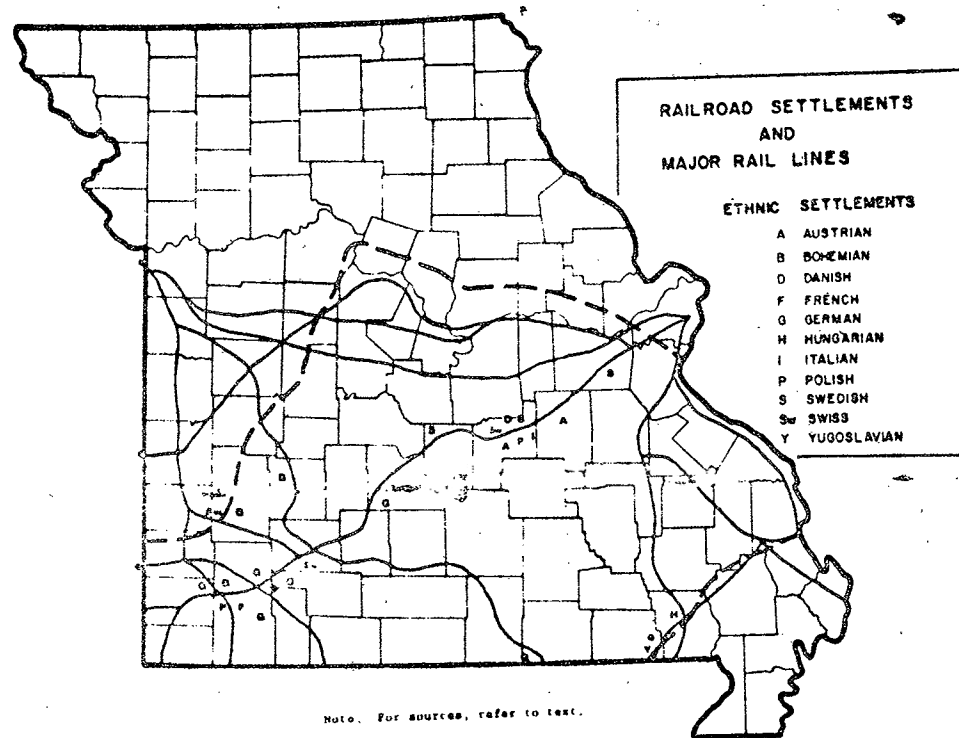 RAILROAD SETTLEMENTS
AND
MAJOR RAIL LINES
ETHNIC SETTLEMENTS
A AUSTRIAN
B BOHEMIAN
D DANISH
F FRENCH
G GERMAN
H HUNGARIAN
I ITALIAN
P POLISH
S SWEDISH
Sw SWISS
Y YUGOSLAVIAN
S
A
A P I
G
G
G
P F
G
H
Note. For sources, refer to text.